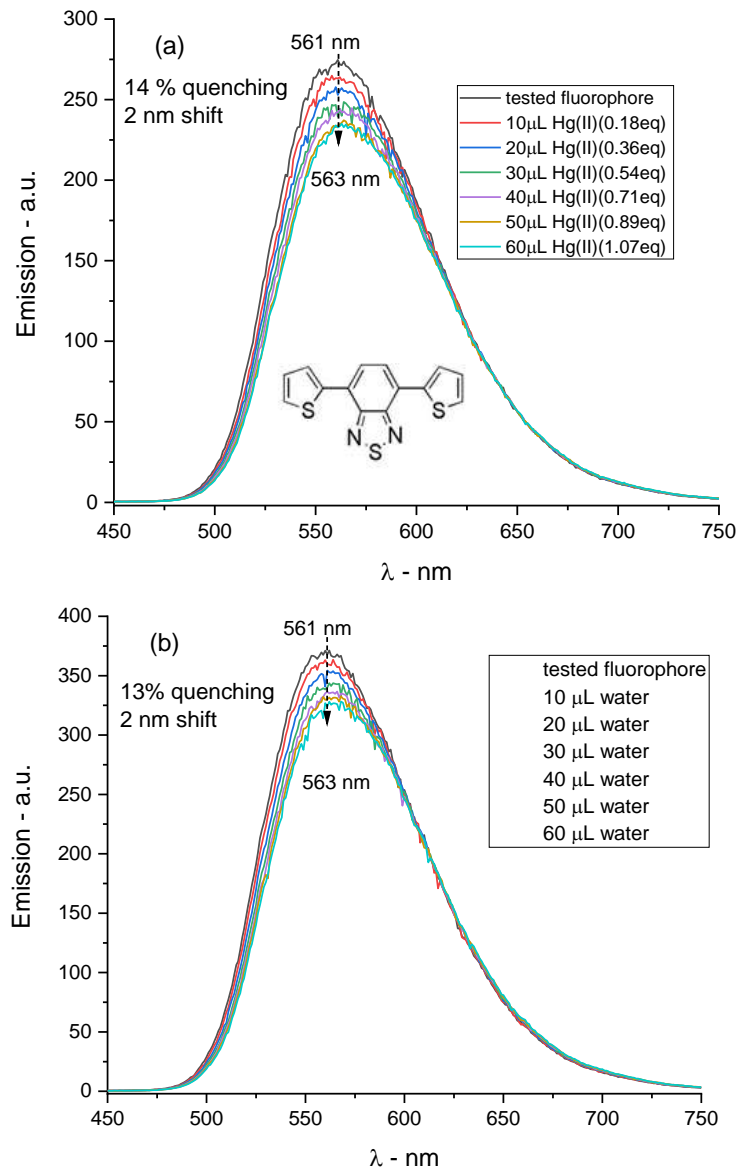 (a)
561 nm
14 % quenching
2 nm shift
563 nm
tested fluorophore
10μL Hg(II)(0.18eq)
20μL Hg(II)(0.36eq)
30μL Hg(II)(0.54eq)
40μL Hg(II)(0.71eq)
50μL Hg(II)(0.89eq)
60μL Hg(II)(1.07eq)
300
250
200
150
100
50
0
Emission - a.u.
S
S
N
N
S
450 500 550 600 650 700 750
λ - nm
(b)
561 nm
13% quenching
2 nm shift
563 nm
tested fluorophore
10 μL water
20 μL water
30 μL water
40 μL water
50 μL water
60 μL water
400
350
300
250
200
150
100
50
0
Emission - a.u.
450 500 550 600 650 700 750
λ - nm